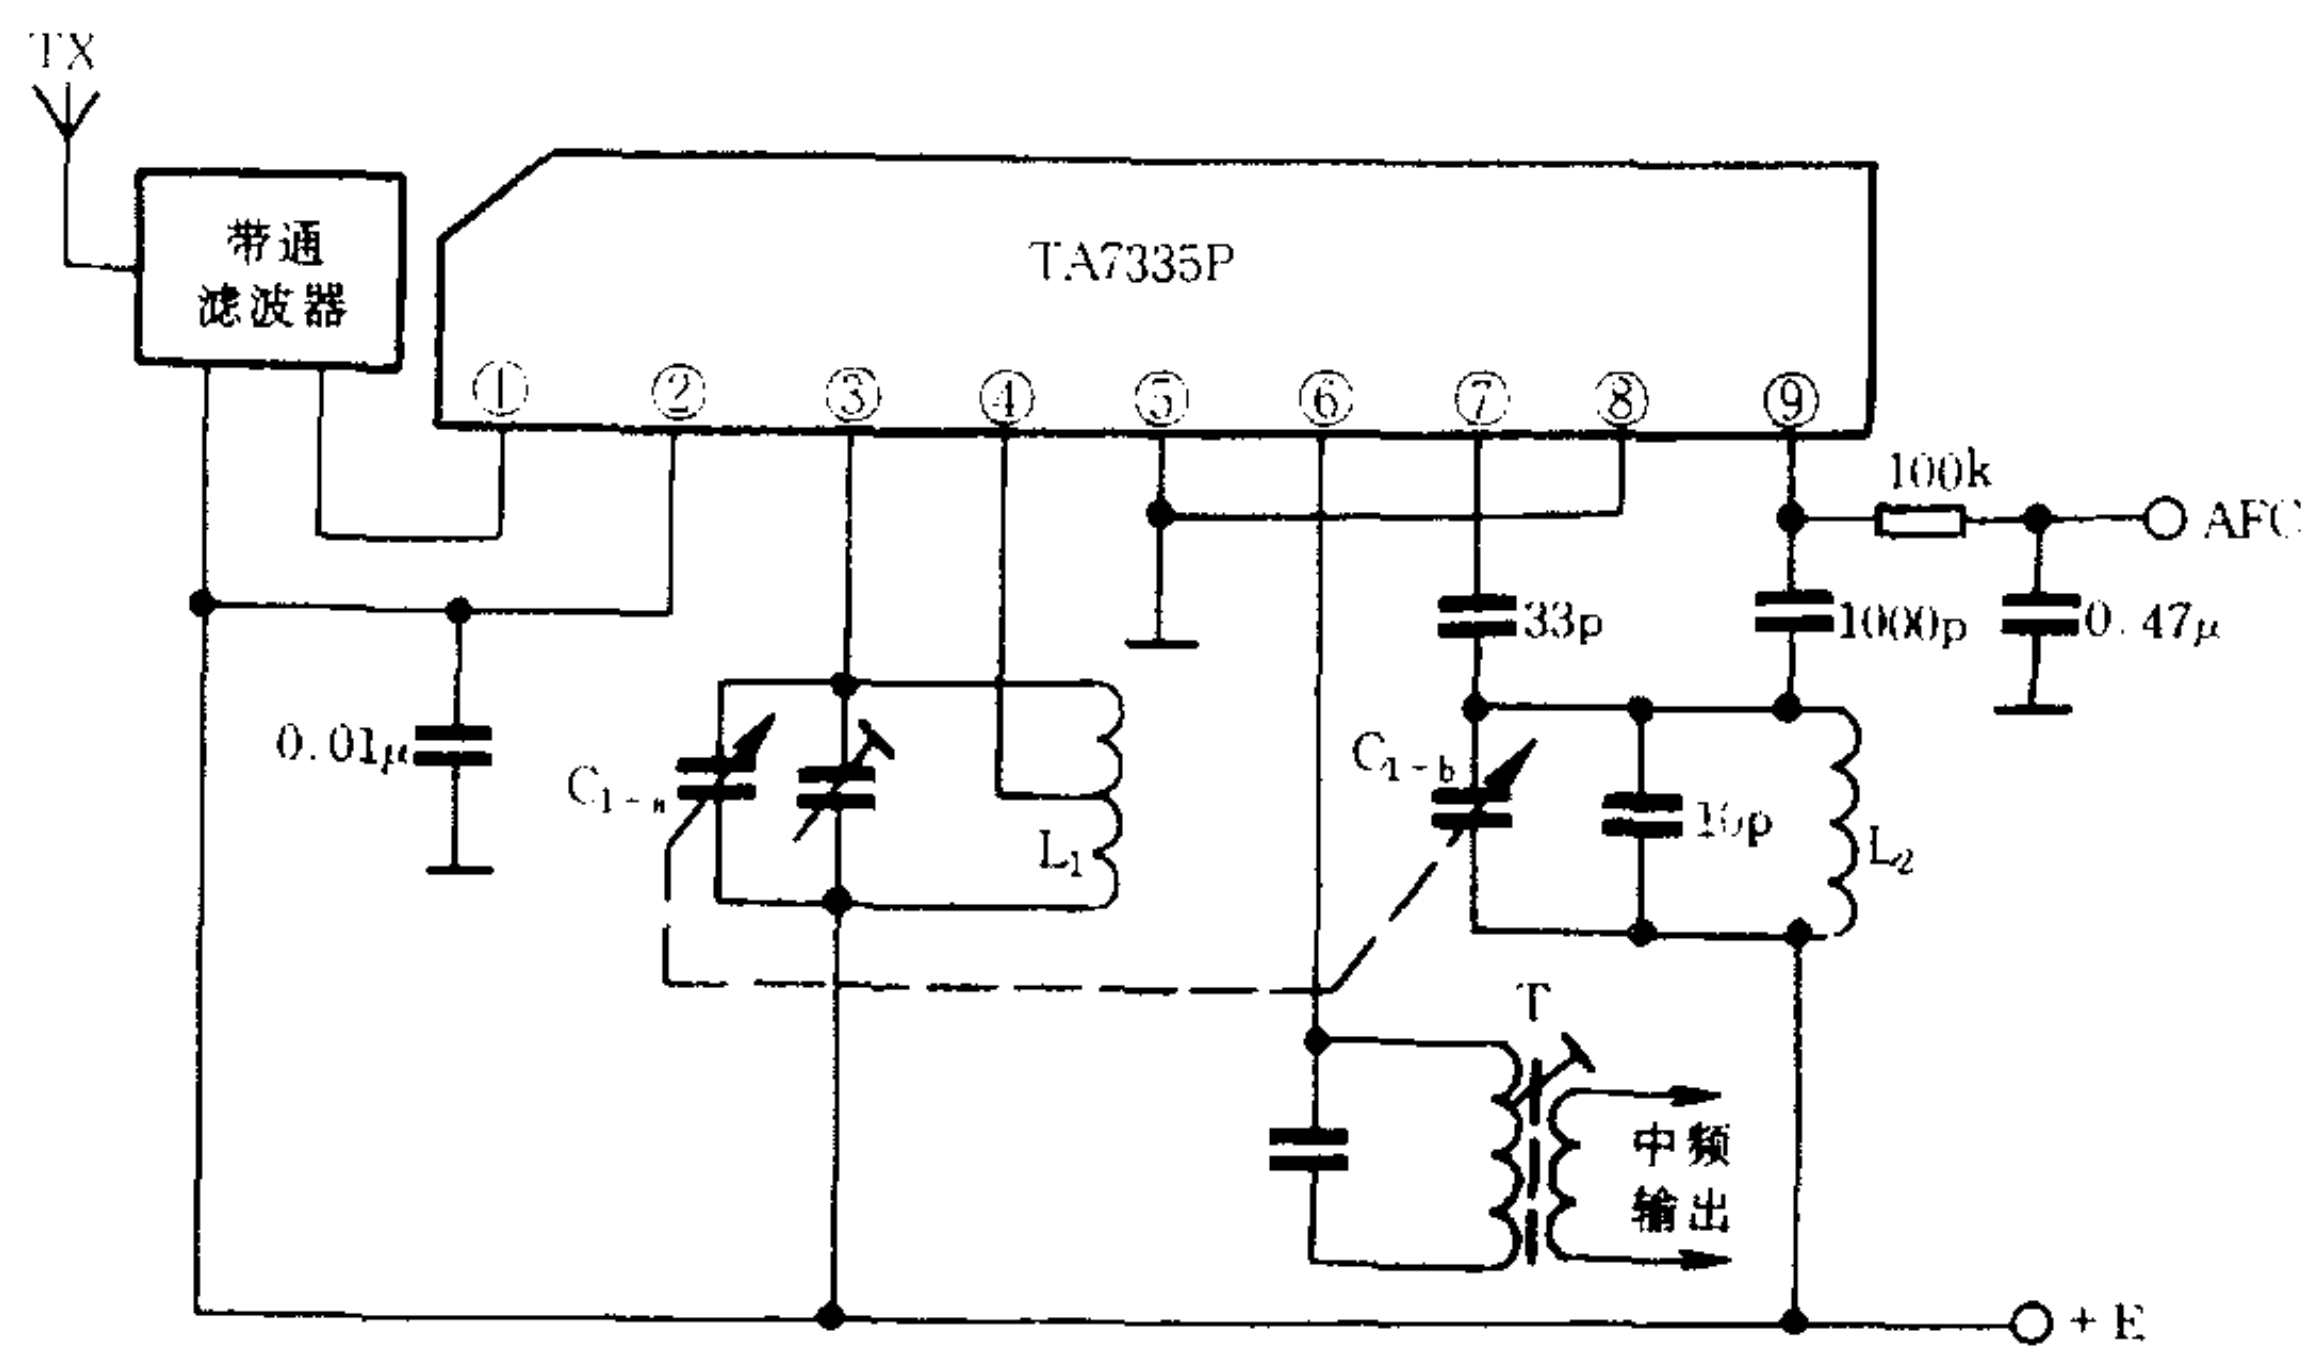 TX
带通
滤波器
TA7335P
① ② ③ ④ ⑤ ⑥ ⑦ ⑧ ⑨
100k
AFC
33p
1000p
0.47μ
0.01μ
C1-a
C1-b
L1
L2
T
中频
输出
+E